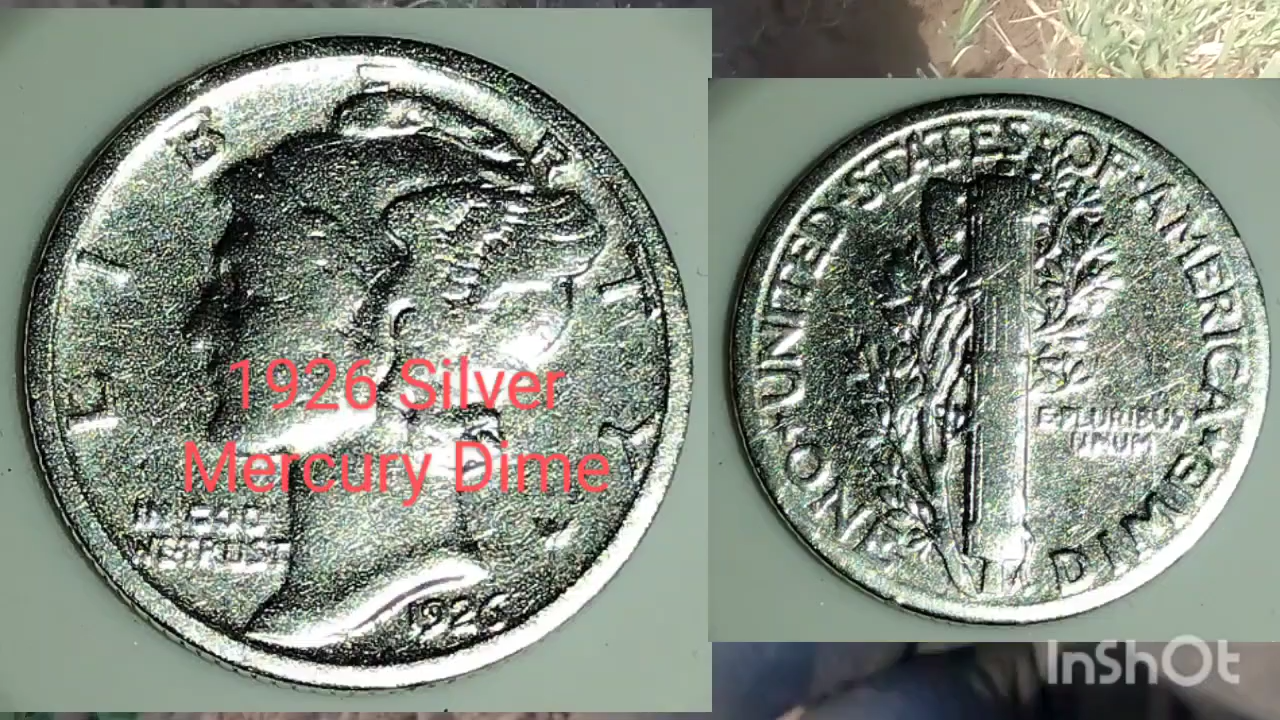 LIBERTY
1926 Silver
Mercury Dime
IN GOD
WE TRUST
1926
UNITED STATES OF AMERICA
E·PLURIBUS
UNUM
ONE DIME
InShOt